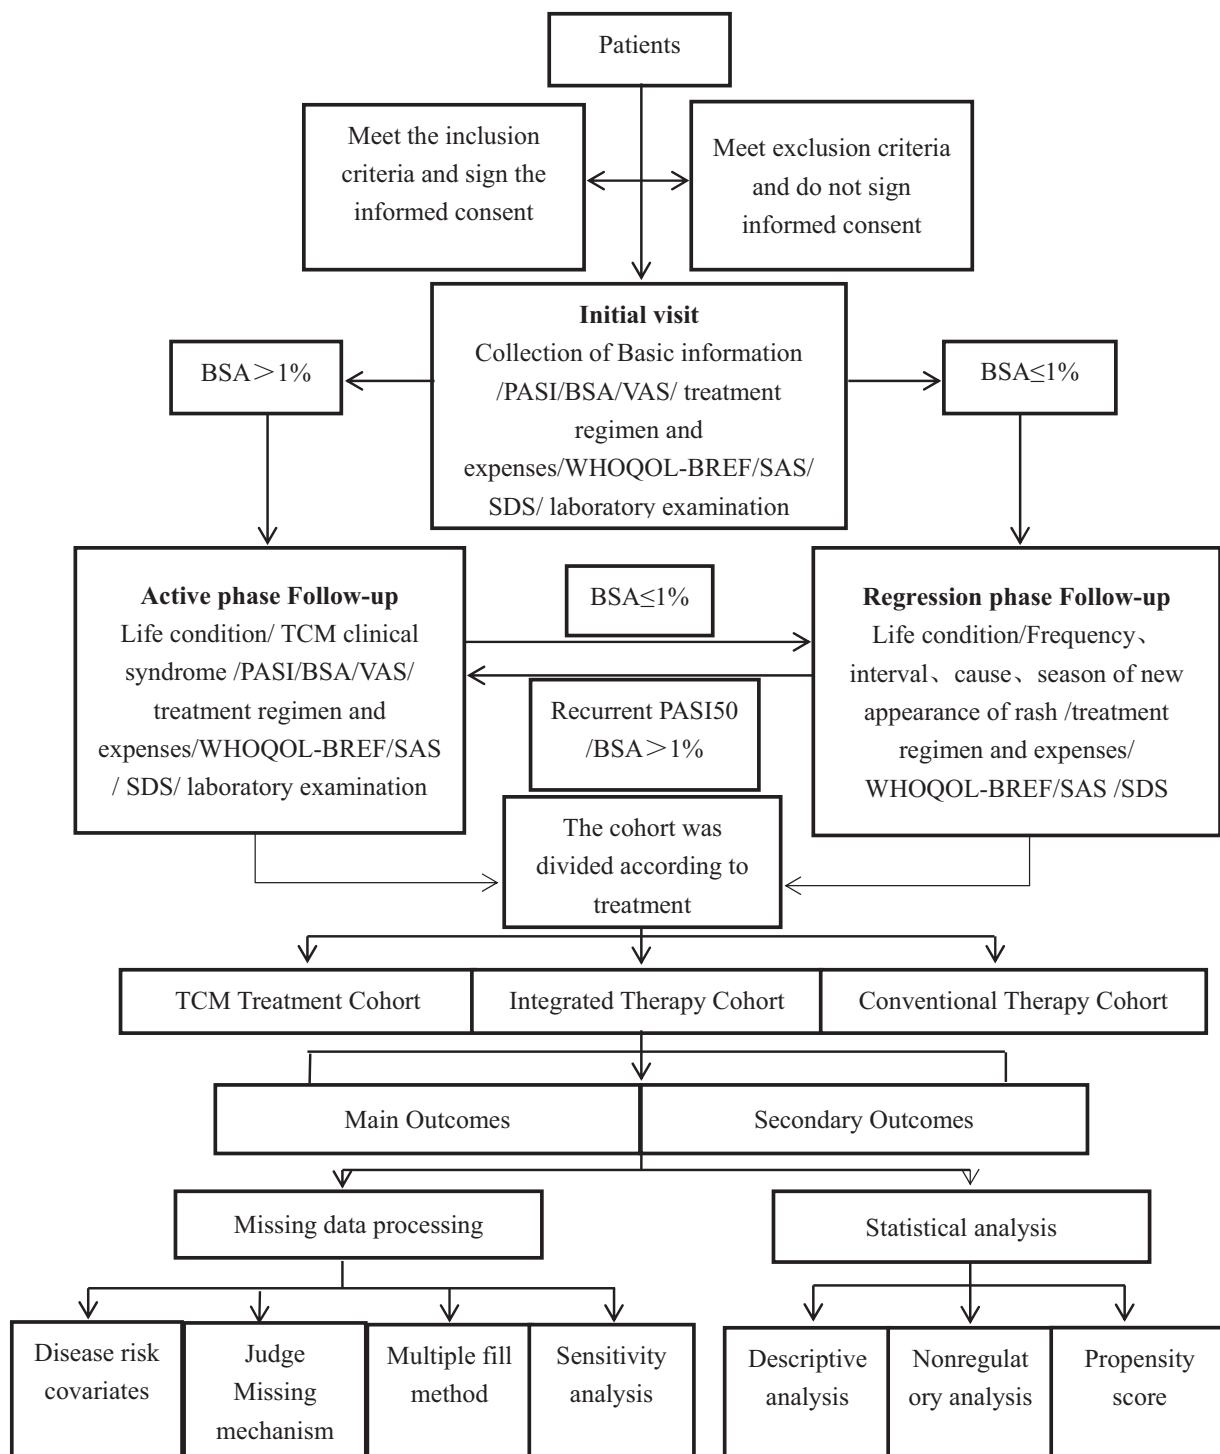 Patients
Meet the inclusion
criteria and sign the
informed consent
Meet exclusion criteria
and do not sign
informed consent
Initial visit
Collection of Basic information
/PASI/BSA/VAS/ treatment
regimen and
expenses/WHOQOL-BREF/SAS/
SDS/ laboratory examination
BSA＞1%
BSA≤1%
Active phase Follow-up
Life condition/ TCM clinical
syndrome /PASI/BSA/VAS/
treatment regimen and
expenses/WHOQOL-BREF/SAS
/ SDS/ laboratory examination
BSA≤1%
Recurrent PASI50
/BSA＞1%
Regression phase Follow-up
Life condition/Frequency、
interval、cause、season of new
appearance of rash /treatment
regimen and expenses/
WHOQOL-BREF/SAS /SDS
The cohort was
divided according to
treatment
TCM Treatment Cohort
Integrated Therapy Cohort
Conventional Therapy Cohort
Main Outcomes
Secondary Outcomes
Missing data processing
Statistical analysis
Disease risk
covariates
Judge
Missing
mechanism
Multiple fill
method
Sensitivity
analysis
Descriptive
analysis
Nonregulat
ory analysis
Propensity
score